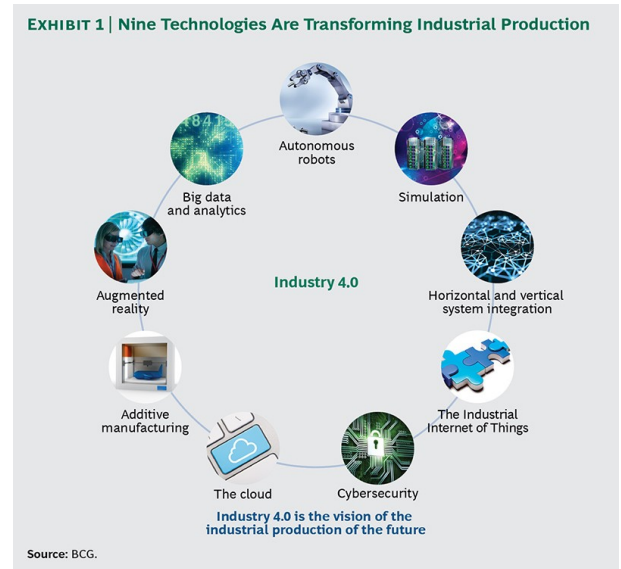 EXHIBIT 1 | Nine Technologies Are Transforming Industrial Production
Autonomous
robots
Simulation
Horizontal and vertical
system integration
The Industrial
Internet of Things
Cybersecurity
The cloud
Additive
manufacturing
Augmented
reality
Big data
and analytics
Industry 4.0
Industry 4.0 is the vision of the
industrial production of the future
Source: BCG.